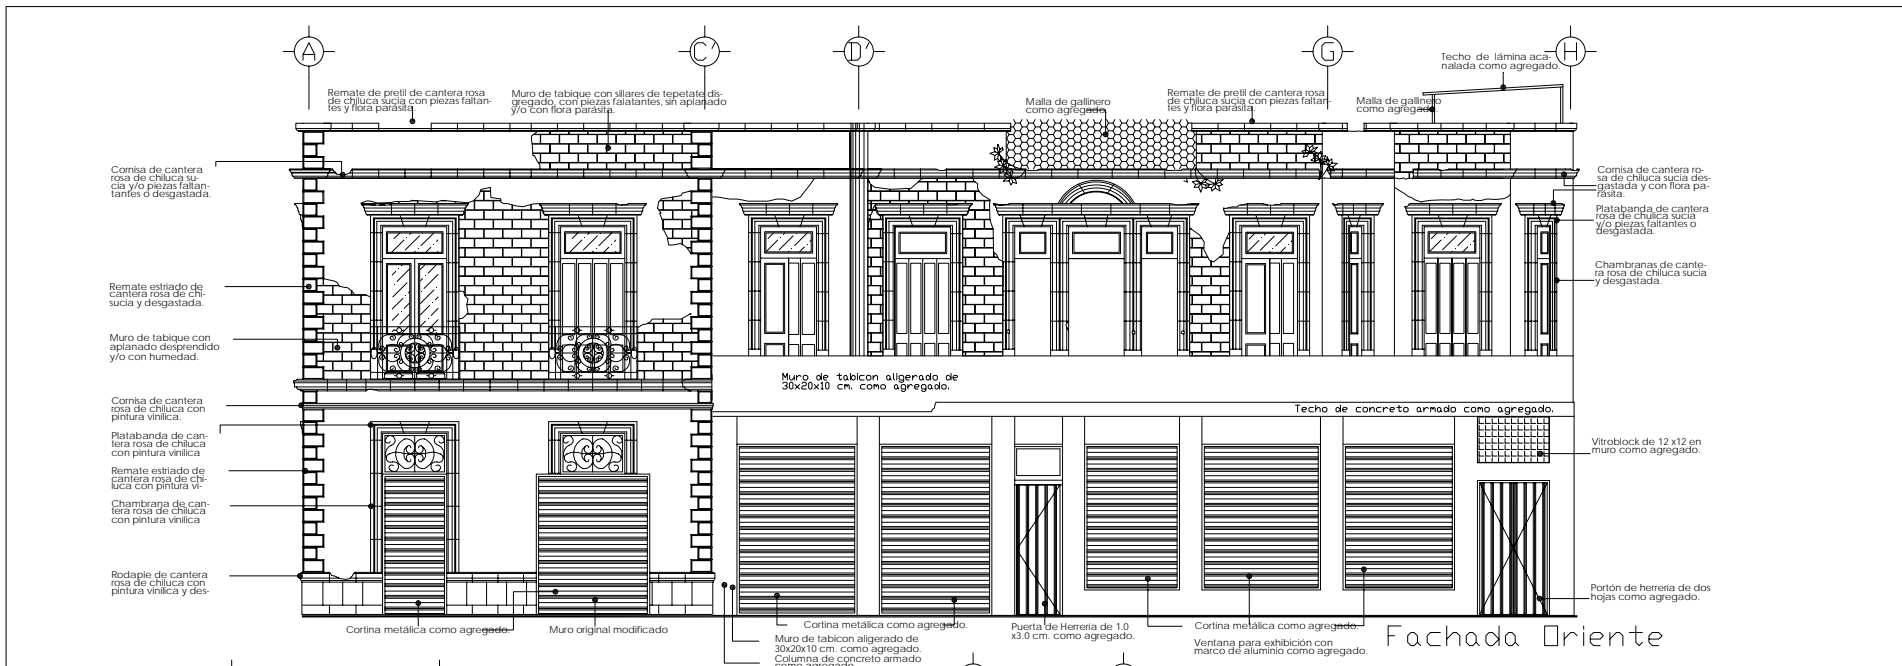 A
C'
D'
G
H
Remate de pretil de cantera rosa
de chiluca sucia con piezas faltan-
tes y flora parásita.
Muro de tabique con sillares de tepetate dis-
gregado, con piezas falatantes, sin aplanado
y/o con flora parásita.
Malla de gallinero
como agregado.
Remate de pretil de cantera rosa
de chiluca sucia con piezas faltan-
tes y flora parásita.
Malla de gallinero
como agregado.
Techo de lámina aca-
nalada como agregado.
Cornisa de cantera
rosa de chiluca su-
cia y/o piezas faltan-
tantes o desgastada.
Remate estriado de
cantera rosa de chi-
sucia y desgastada.
Muro de tabique con
aplanado desprendido
y/o con humedad.
Cornisa de cantera
rosa de chiluca con
pintura vinílica.
Platabanda de can-
tera rosa de chiluca
con pintura vinílica
Remate estriado de
cantera rosa de chi-
luca con pintura vi-
Chambrana de can-
tera rosa de chiluca
con pintura vinílica
Rodapie de cantera
rosa de chiluca con
pintura vinílica y des-
Cornisa de cantera ro-
sa de chiluca sucia des-
gastada y con flora pa-
rásita.
Platabanda de cantera
rosa de chulica sucia
y/o piezas faltantes o
desgastada.
Chambranas de cante-
ra rosa de chiluca sucia
y desgastada.
Muro de tabicon aligerado de
30x20x10 cm. como agregado.
Techo de concreto armado como agregado.
Vitroblock de 12 x12 en
muro como agregado.
Portón de herreria de dos
hojas como agregado.
Cortina metálica como agregado.
Muro original modificado
Cortina metálica como agregado.
Muro de tabicon aligerado de
30x20x10 cm. como agregado.
Columna de concreto armado
como agregado.
Puerta de Herreria de 1.0
x3.0 cm. como agregado.
Cortina metálica como agregado.
Ventana para exhibición con
marco de aluminio como agregado.
Fachada Oriente